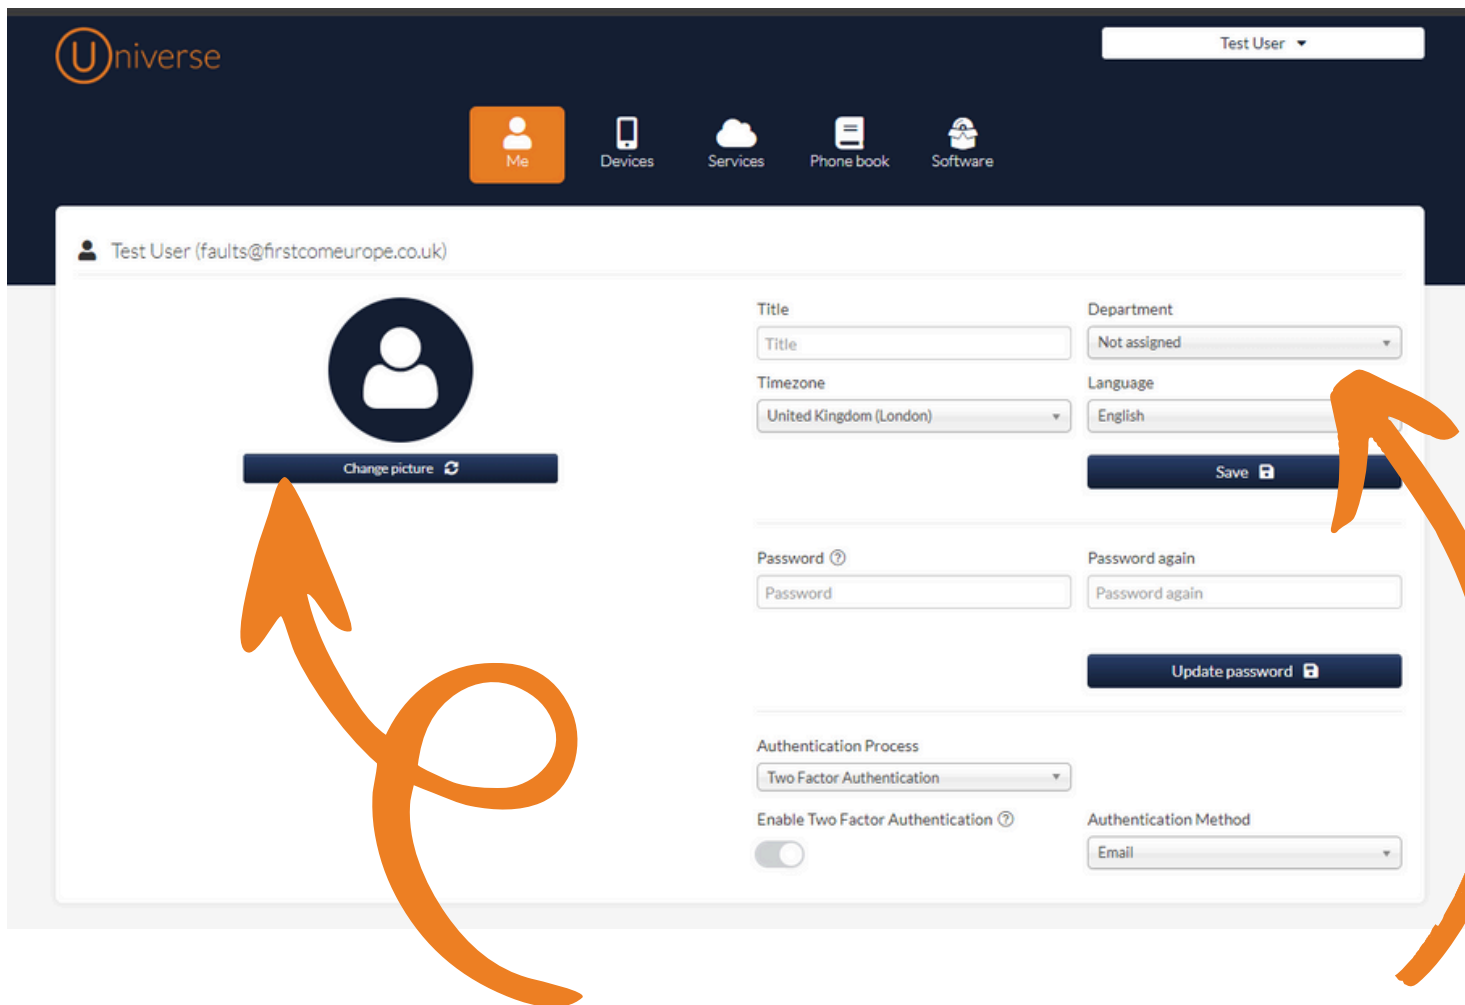 Universe
Test User
Me
Devices
Services
Phone book
Software
Test User (faults@firstcomeurope.co.uk)
Title
Department
Title
Not assigned
Timezone
Language
United Kingdom (London)
English
Change picture
Save
Password
Password again
Password
Password again
Update password
Authentication Process
Two Factor Authentication
Enable Two Factor Authentication
Authentication Method
Email